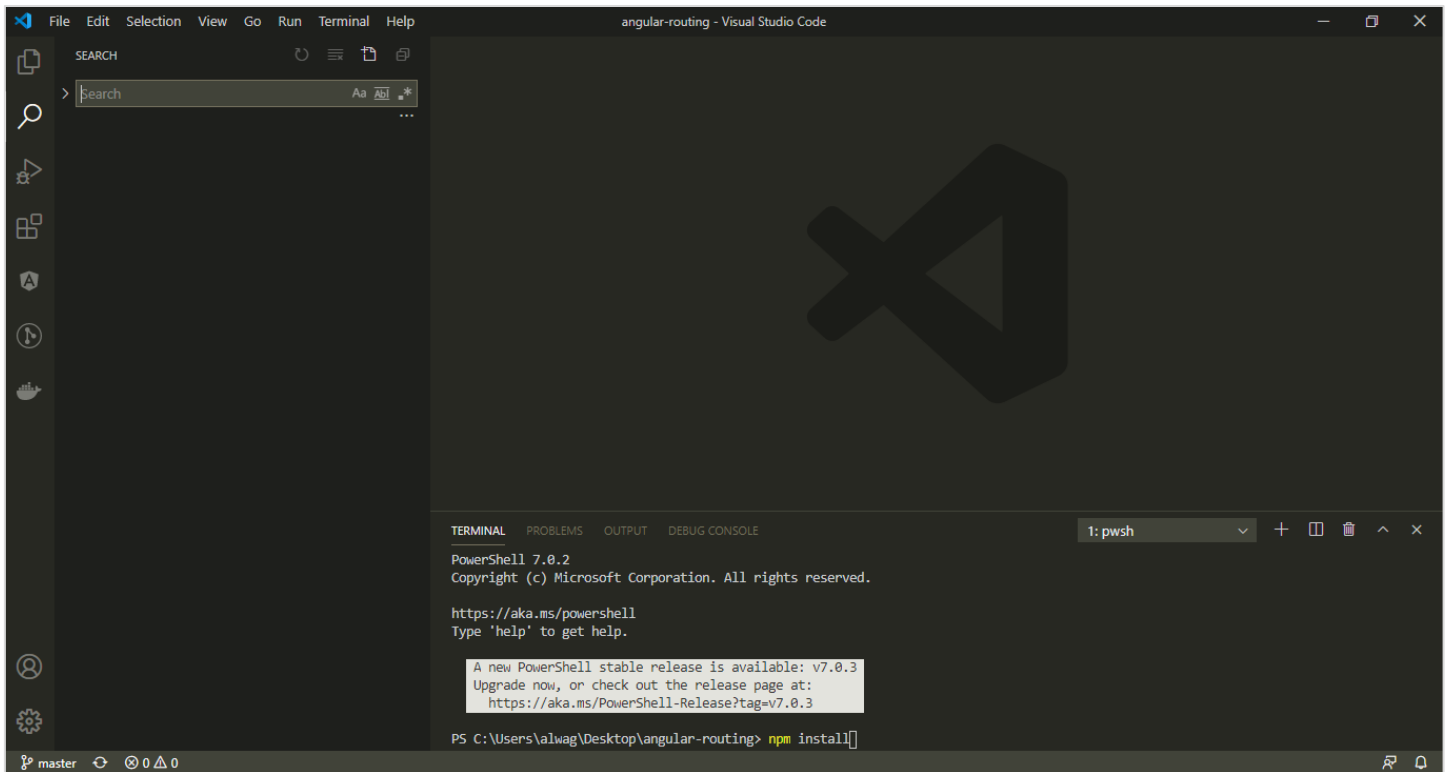 File Edit Selection View Go Run Terminal Help
angular-routing - Visual Studio Code
SEARCH
Search
Aa Abl .*
...
TERMINAL PROBLEMS OUTPUT DEBUG CONSOLE
1: pwsh
PowerShell 7.0.2
Copyright (c) Microsoft Corporation. All rights reserved.
https://aka.ms/powershell
Type 'help' to get help.
A new PowerShell stable release is available: v7.0.3
Upgrade now, or check out the release page at:
https://aka.ms/PowerShell-Release?tag=v7.0.3
PS C:\Users\alwag\Desktop\angular-routing> npm install
master 0 0